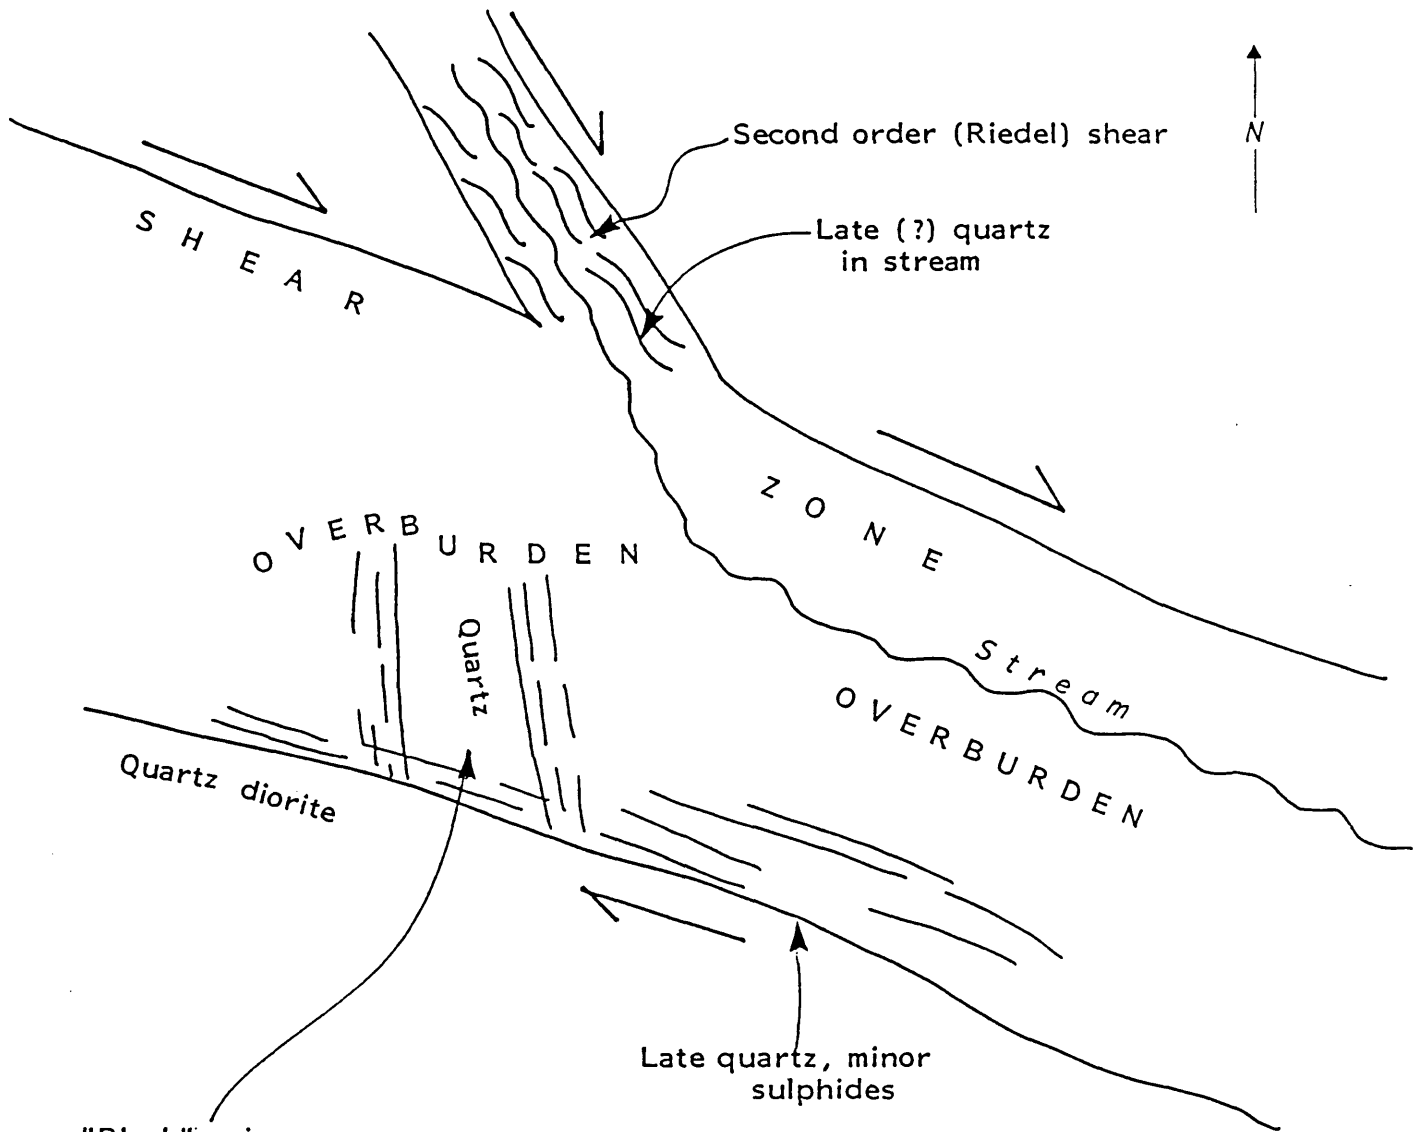 N
Second order (Riedel) shear
Late (?) quartz
in stream
SHEAR
ZONE
OVERBURDEN
Quartz
Stream
OVERBURDEN
Quartz diorite
Late quartz, minor
sulphides